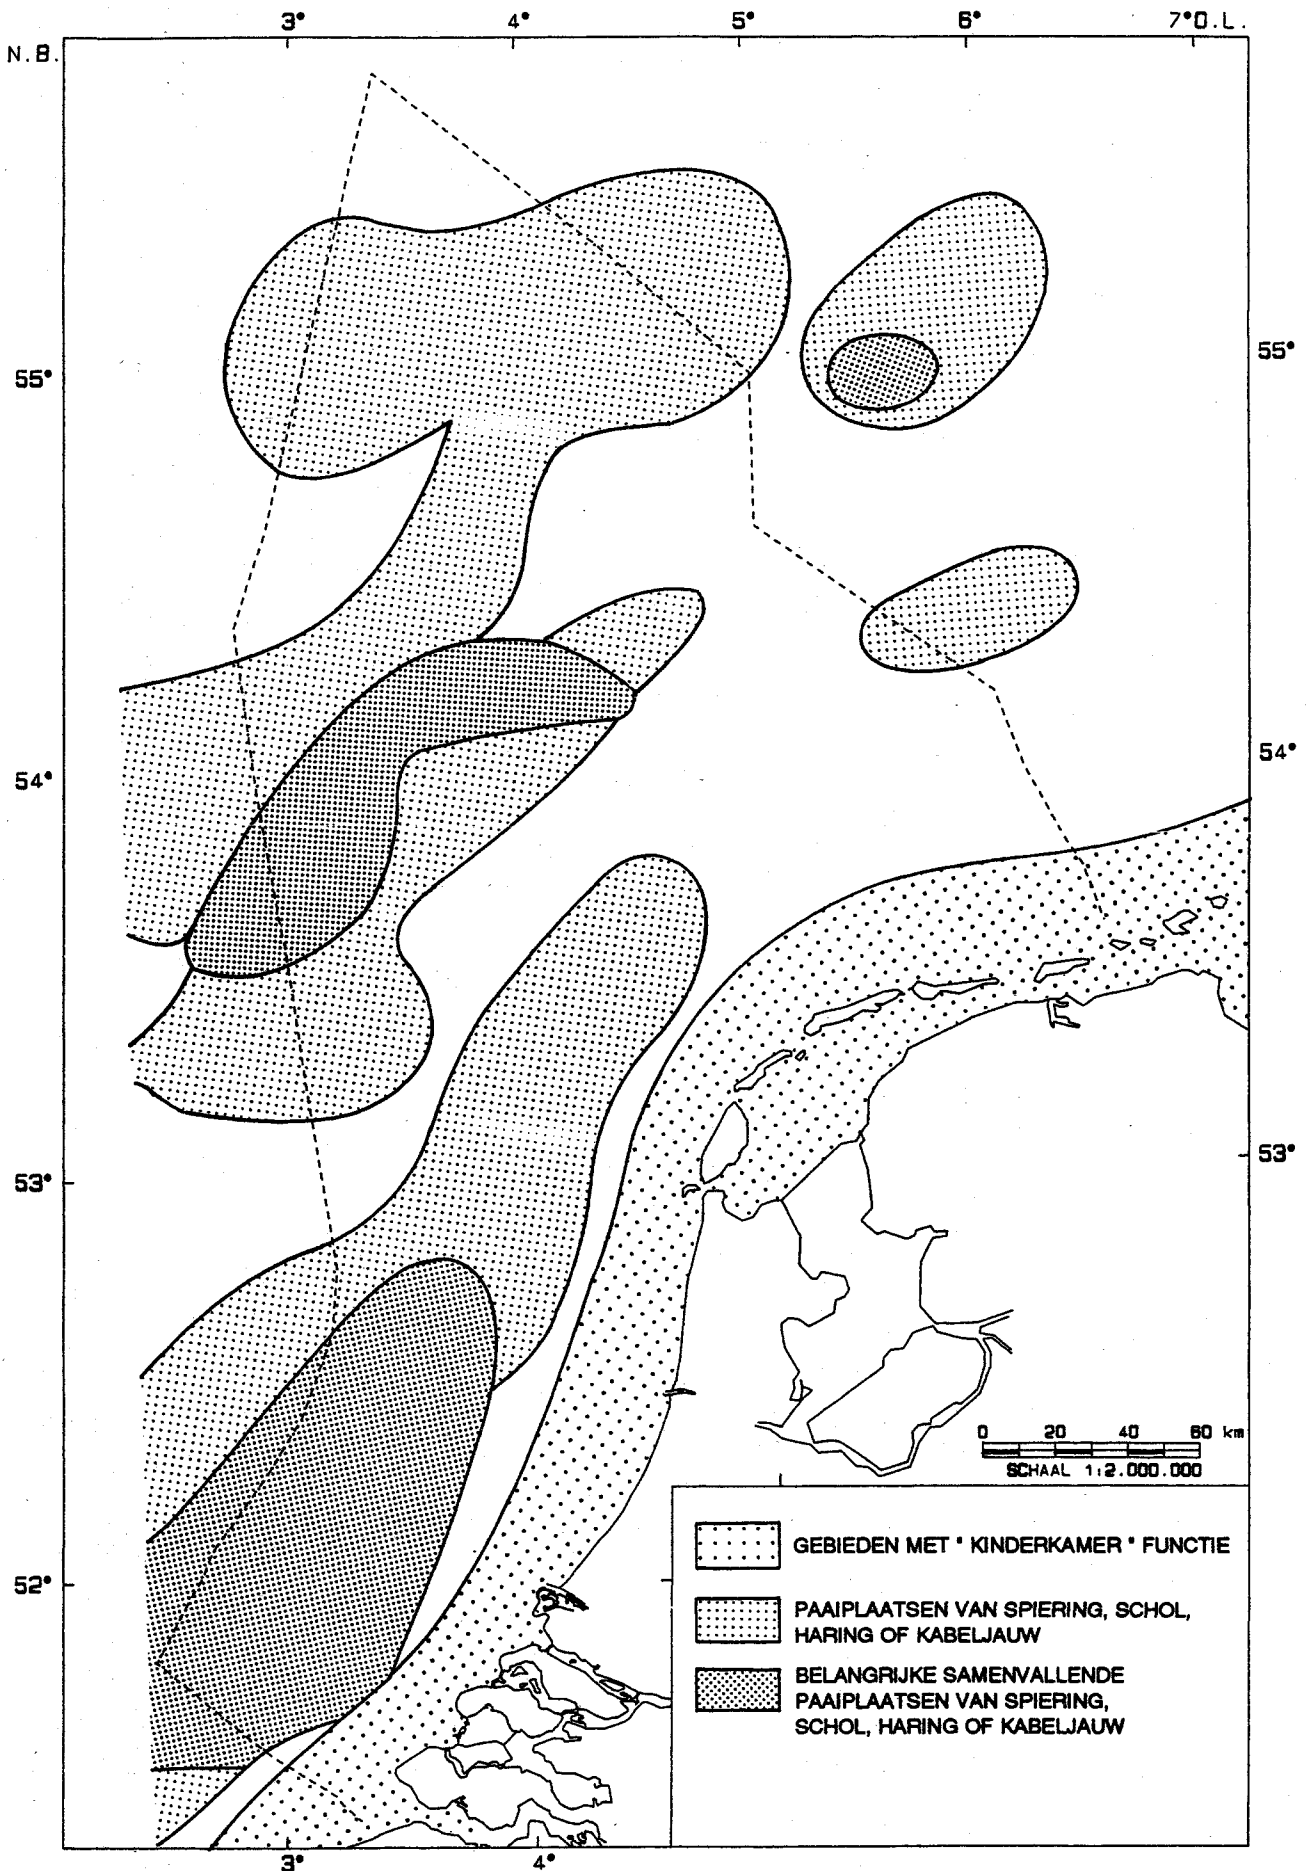 3° 4° 5° 6° 7°O.L.
N.B.
55° 55°
54° 54°
53° 53°
0 20 40 60 km
SCHAAL 1:2.000.000
GEBIEDEN MET " KINDERKAMER " FUNCTIE
52°
PAAIPLAATSEN VAN SPIERING, SCHOL,
HARING OF KABELJAUW
BELANGRIJKE SAMENVALLENDE
PAAIPLAATSEN VAN SPIERING,
SCHOL, HARING OF KABELJAUW
3° 4°